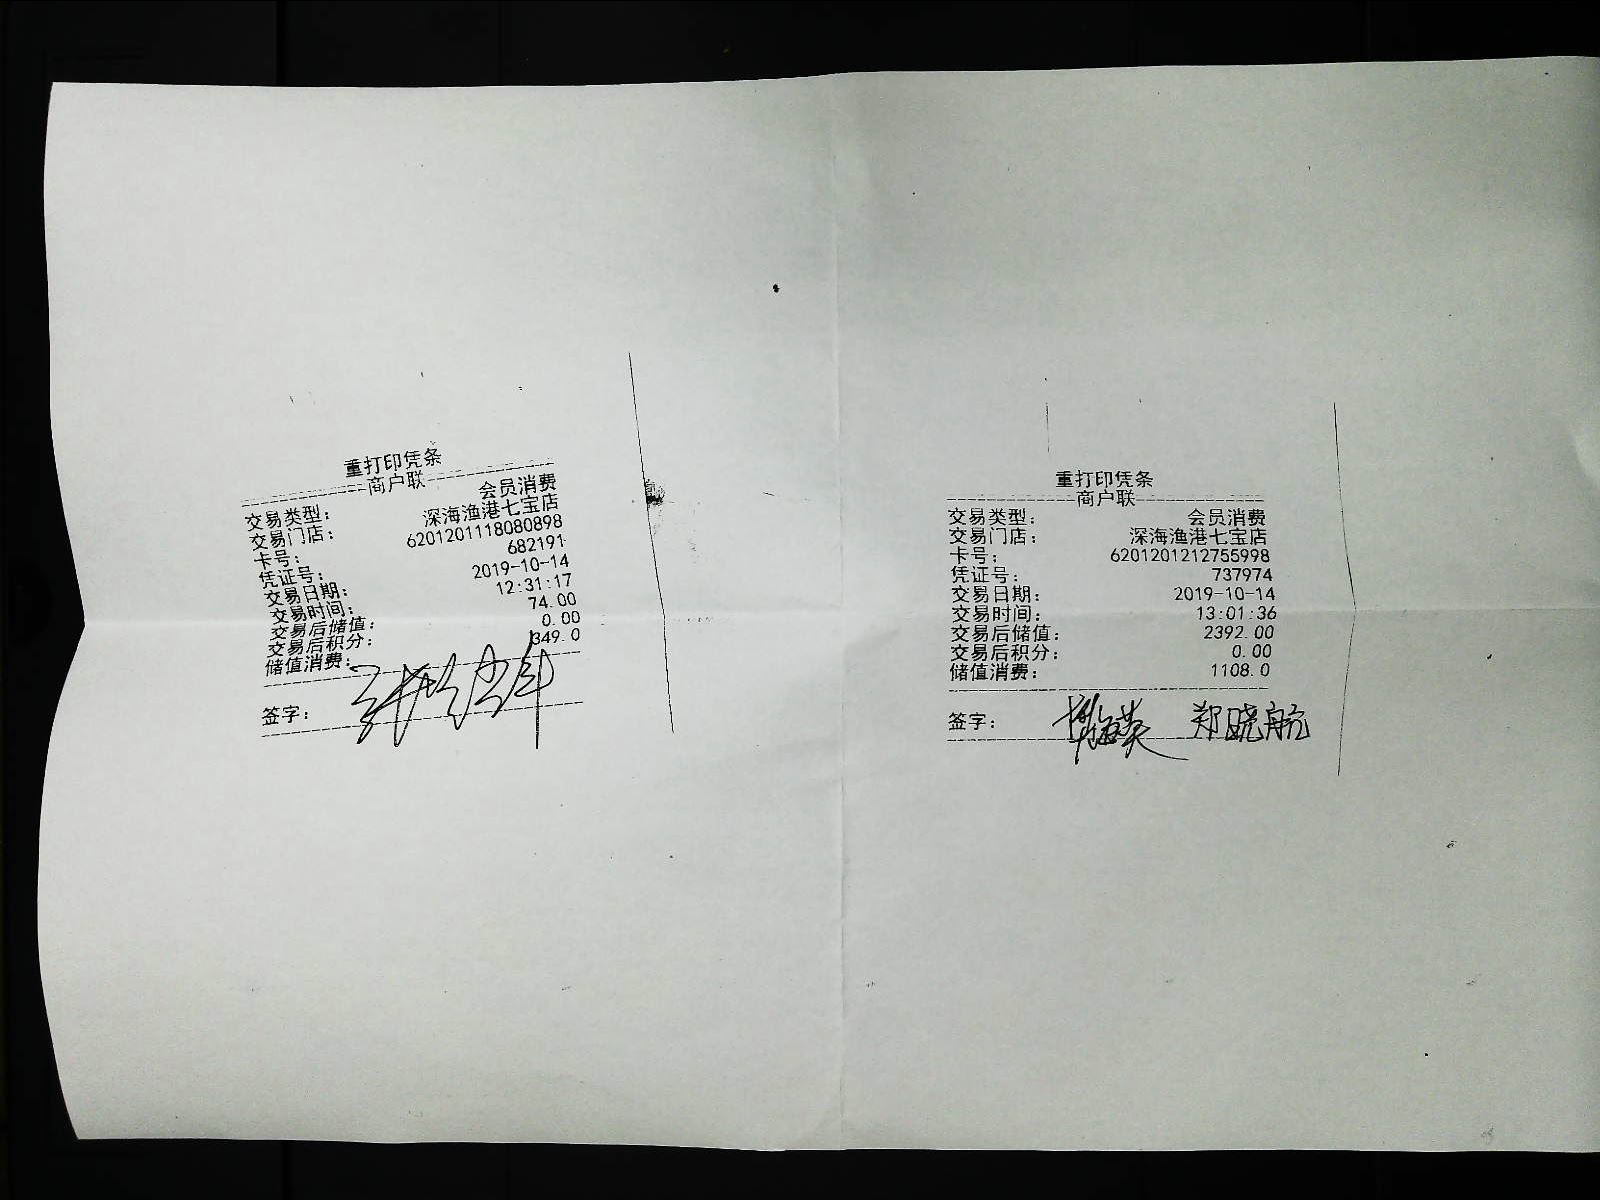 重打印凭条
商户联
交易类型： 会员消费
交易门店： 深海渔港七宝店
卡号： 6201201118080898
凭证号： 682191
交易日期： 2019-10-14
交易时间： 12:31:17
交易后储值： 74.00
交易后积分： 0.00
储值消费： 349.0
签字：
重打印凭条
商户联
交易类型： 会员消费
交易门店： 深海渔港七宝店
卡号： 6201201212755998
凭证号： 737974
交易日期： 2019-10-14
交易时间： 13:01:36
交易后储值： 2392.00
交易后积分： 0.00
储值消费： 1108.0
签字： 郑晓航